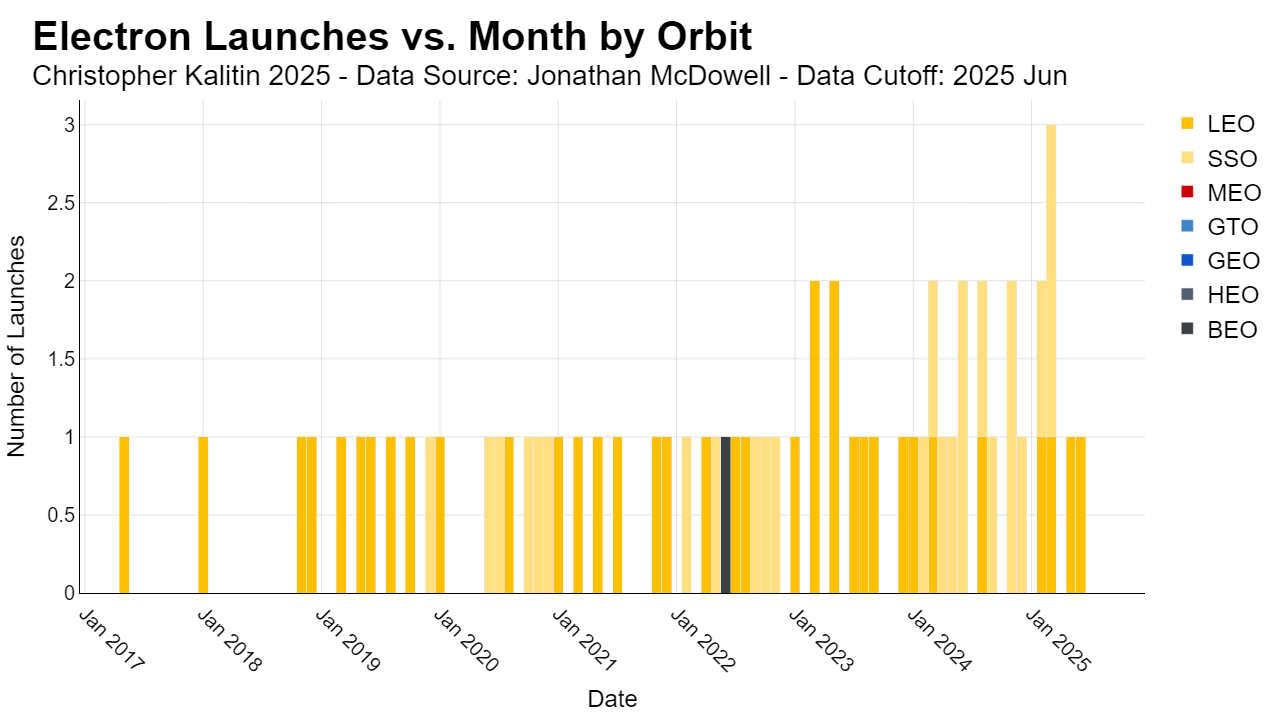 Electron Launches vs. Month by Orbit
Christopher Kalitin 2025 - Data Source: Jonathan McDowell - Data Cutoff: 2025 Jun
Number of Launches
3
2.5
2
1.5
1
0.5
0
Jan 2017
Jan 2018
Jan 2019
Jan 2020
Jan 2021
Jan 2022
Jan 2023
Jan 2024
Jan 2025
Date
LEO
SSO
MEO
GTO
GEO
HEO
BEO